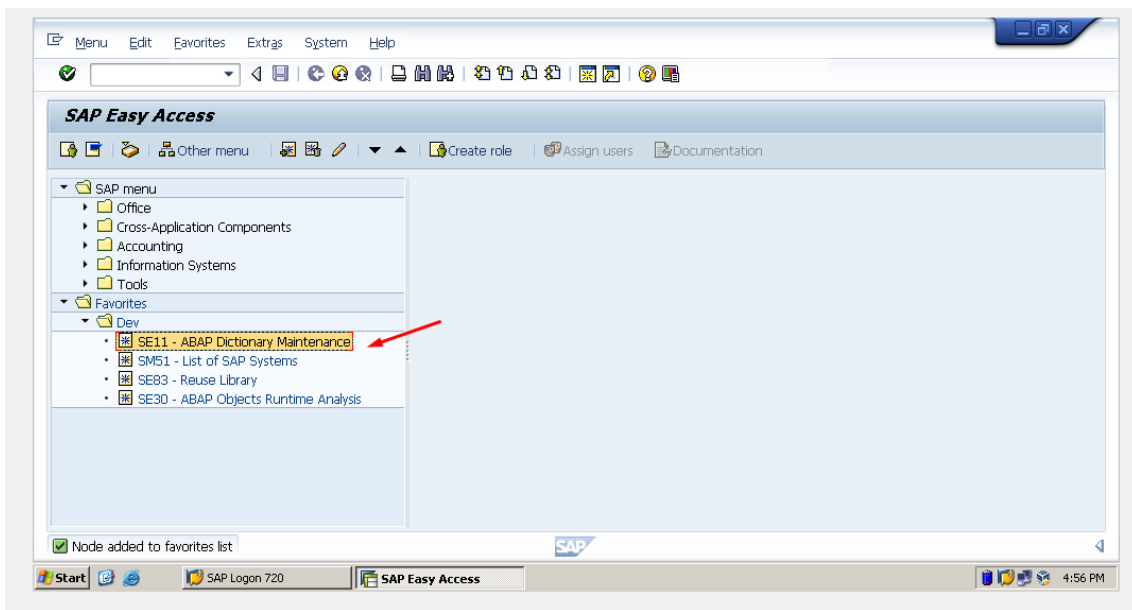 Menu Edit Favorites Extras System Help
SAP Easy Access
Other menu Create role Assign users Documentation
SAP menu
Office
Cross-Application Components
Accounting
Information Systems
Tools
Favorites
Dev
SE11 - ABAP Dictionary Maintenance
SM51 - List of SAP Systems
SE83 - Reuse Library
SE30 - ABAP Objects Runtime Analysis
Node added to favorites list SAP
Start SAP Logon 720 SAP Easy Access 4:56 PM